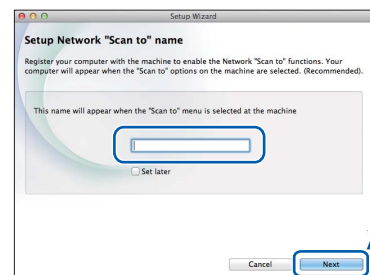 Setup Wizard
Setup Network "Scan to" name
Register your computer with the machine to enable the Network "Scan to" functions. Your
computer will appear when the "Scan to" options on the machine are selected. (Recommended).
This name will appear when the "Scan to" menu is selected at the machine
Set later
Cancel Next